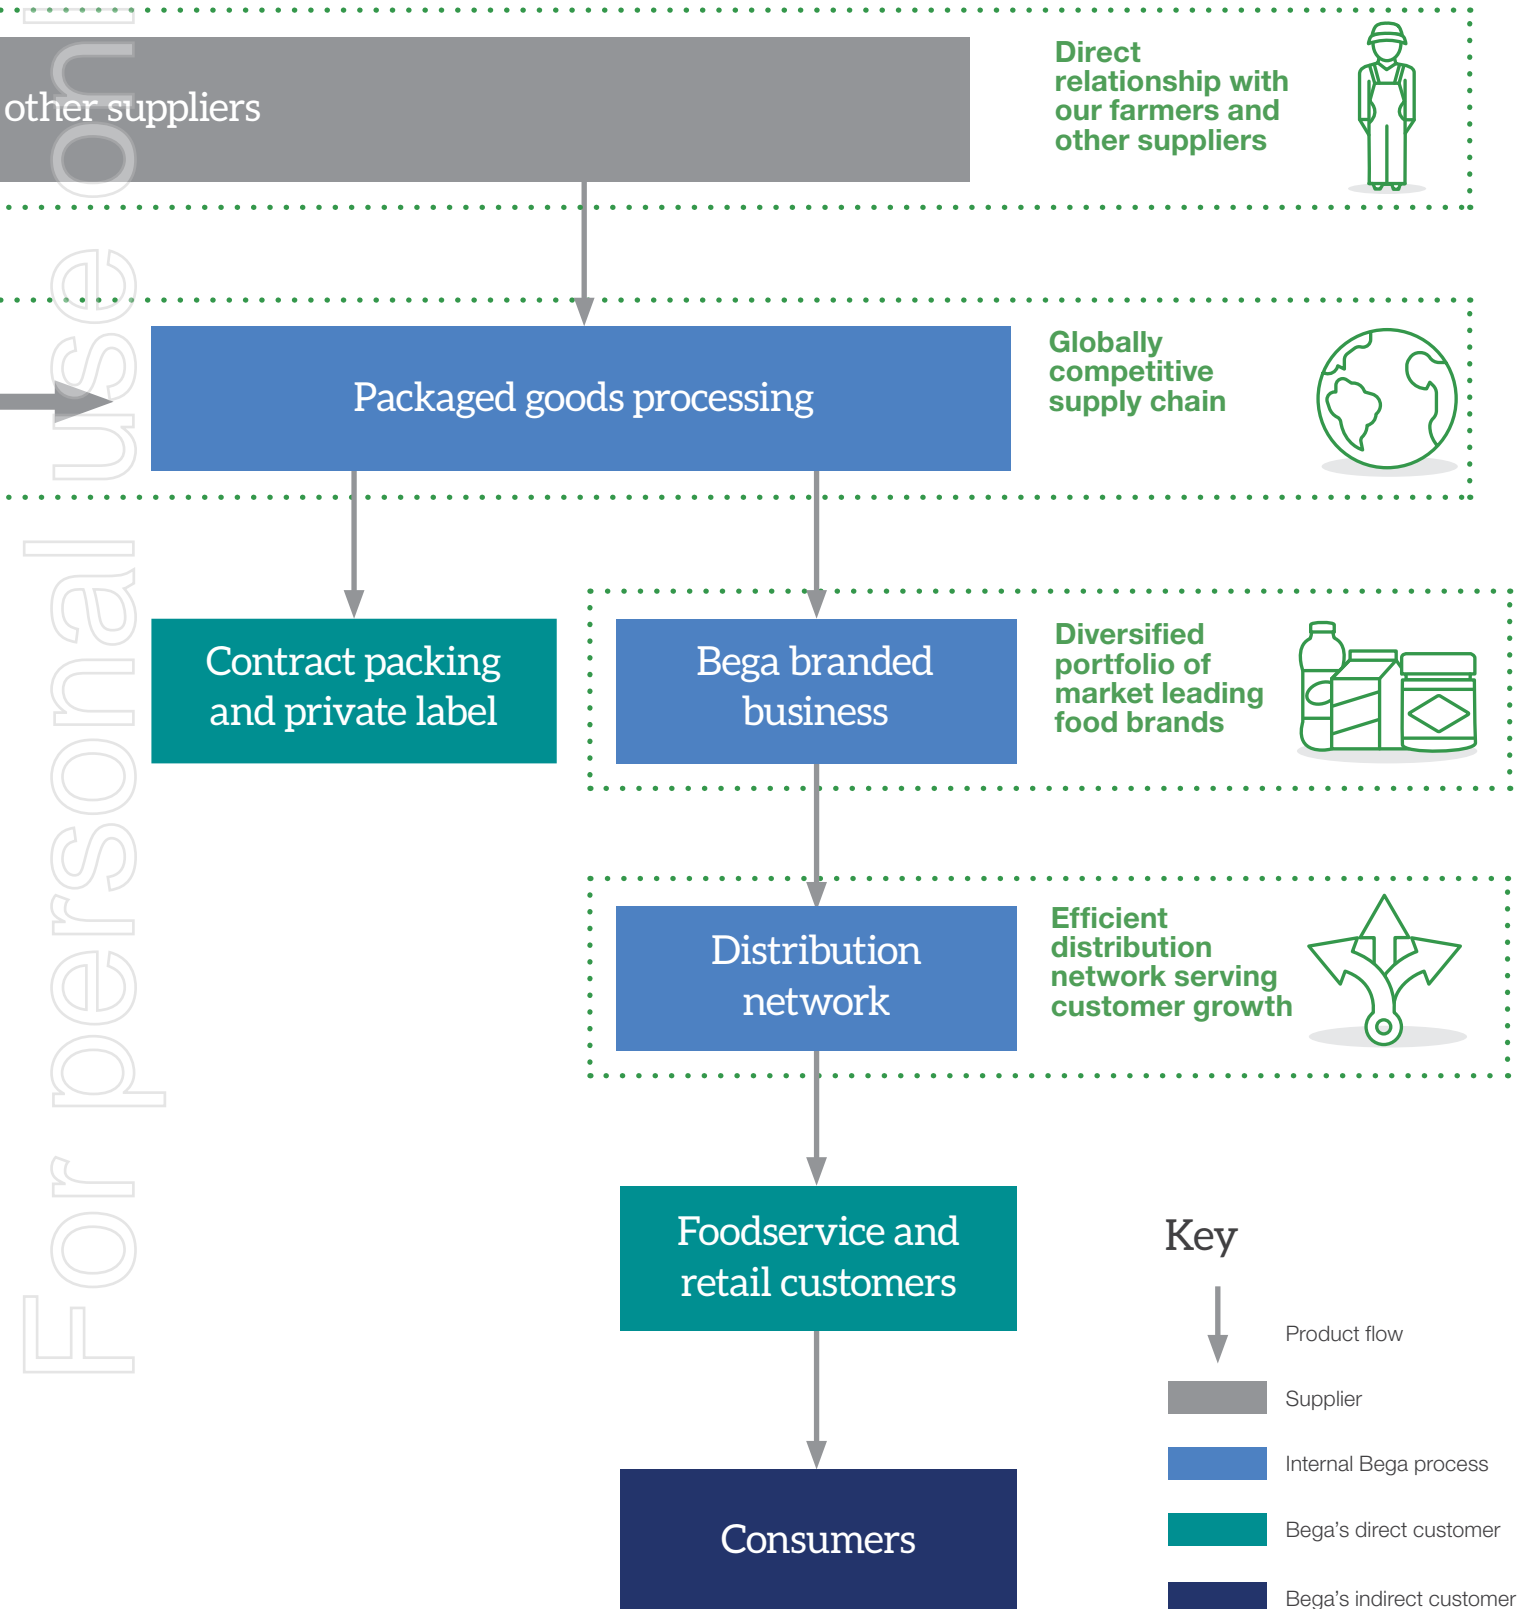 other suppliers
Direct
relationship with
our farmers and
other suppliers
Packaged goods processing
Globally
competitive
supply chain
Contract packing
and private label
Bega branded
business
Diversified
portfolio of
market leading
food brands
Distribution
network
Efficient
distribution
network serving
customer growth
Foodservice and
retail customers
Consumers
Key
Product flow
Supplier
Internal Bega process
Bega’s direct customer
Bega’s indirect customer
For personal use on